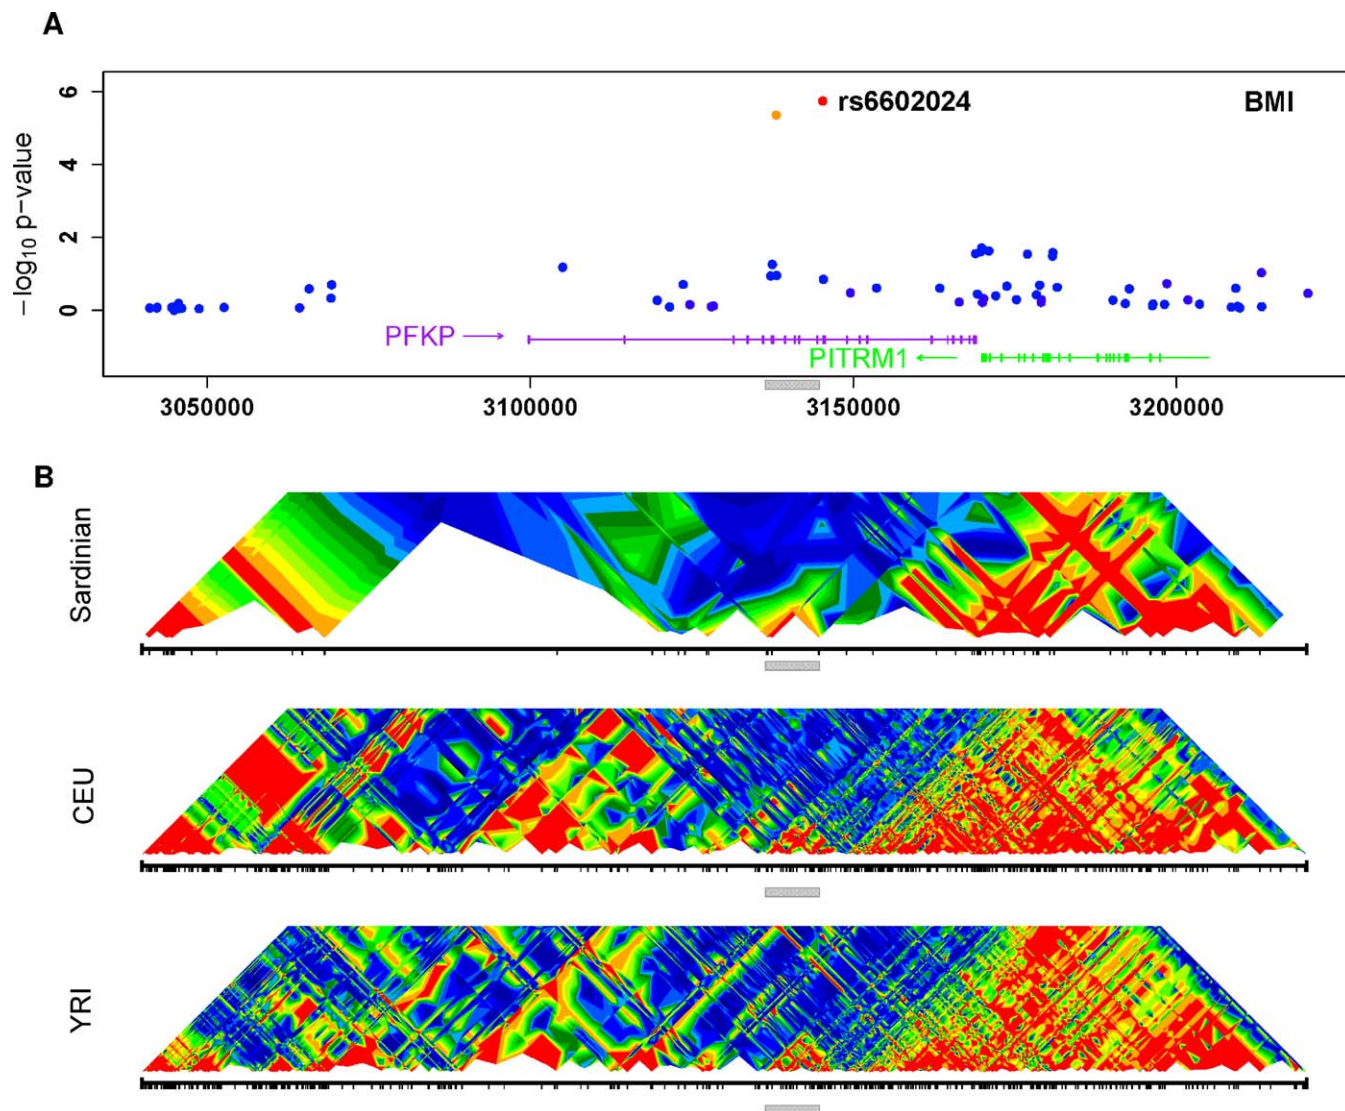 A
6
4
2
0
−log10 p−value
rs6602024
BMI
PFKP
PITRM1
3050000 3100000 3150000 3200000
B
Sardinian
CEU
YRI